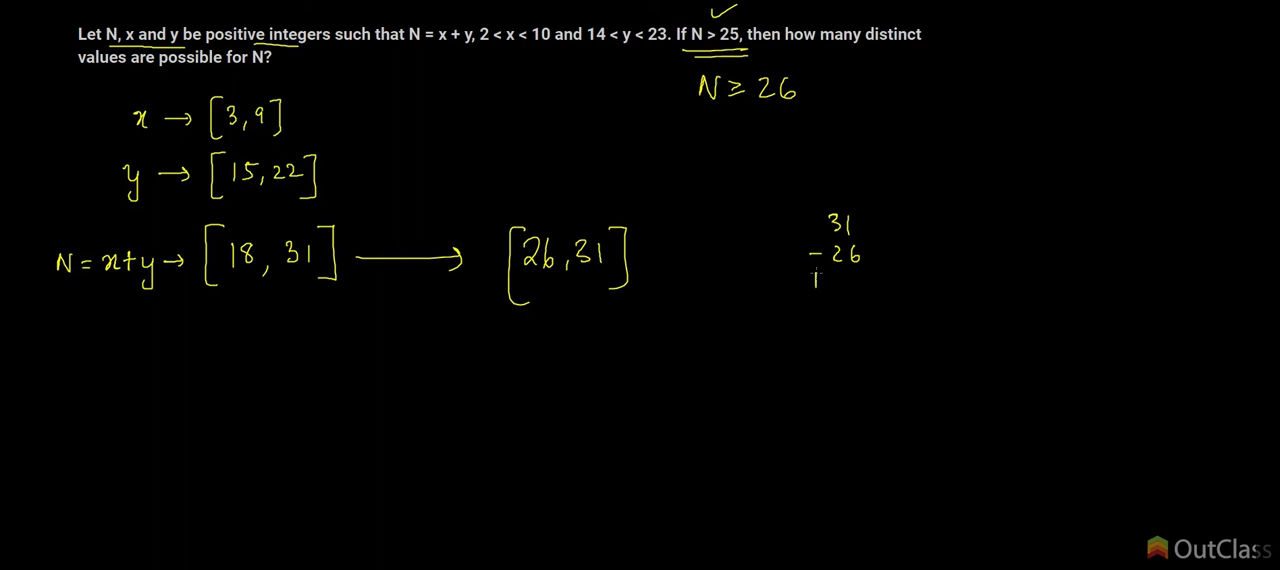 Let N, x and y be positive integers such that N = x + y, 2 < x < 10 and 14 < y < 23. If N > 25, then how many distinct
values are possible for N?
N ≥ 26
x → [3, 9]
y → [15, 22]
N = x + y → [18, 31] → [26, 31]
31
- 26
OutClass